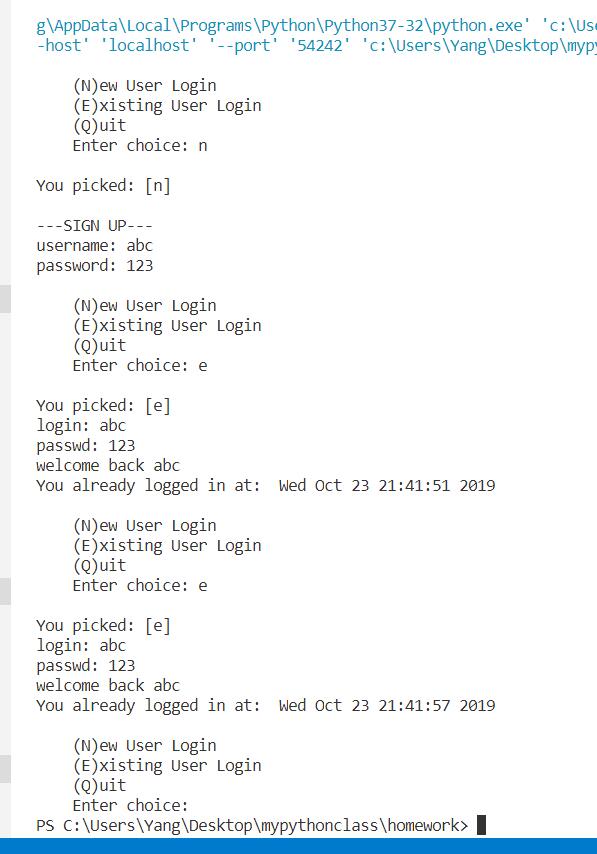 g\AppData\Local\Programs\Python\Python37-32\python.exe' 'c:\Use
-host' 'localhost' '--port' '54242' 'c:\Users\Yang\Desktop\mypy
(N)ew User Login
(E)xisting User Login
(Q)uit
Enter choice: n
You picked: [n]
---SIGN UP---
username: abc
password: 123
(N)ew User Login
(E)xisting User Login
(Q)uit
Enter choice: e
You picked: [e]
login: abc
passwd: 123
welcome back abc
You already logged in at:  Wed Oct 23 21:41:51 2019
(N)ew User Login
(E)xisting User Login
(Q)uit
Enter choice: e
You picked: [e]
login: abc
passwd: 123
welcome back abc
You already logged in at:  Wed Oct 23 21:41:57 2019
(N)ew User Login
(E)xisting User Login
(Q)uit
Enter choice:
PS C:\Users\Yang\Desktop\mypythonclass\homework>